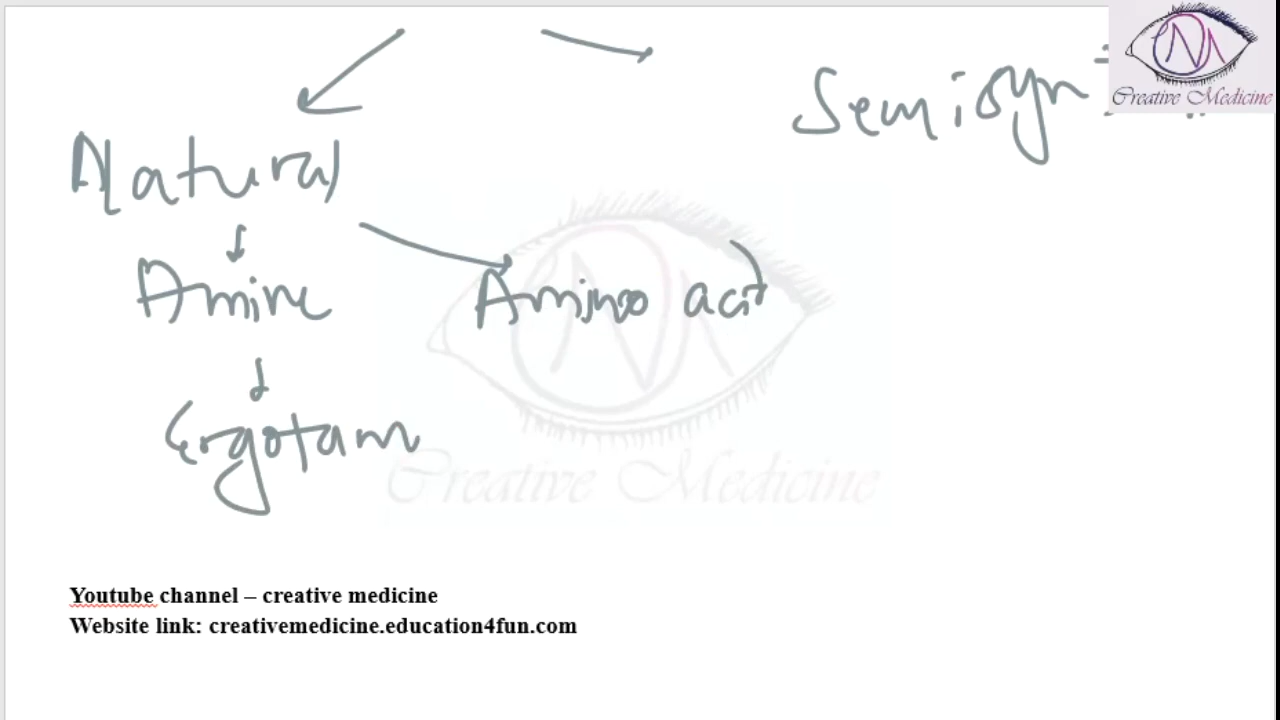 Creative Medicine
Semisyn
Natural
Amine
Amino acid
Ergotam
Creative Medicine
Youtube channel – creative medicine
Website link: creativemedicine.education4fun.com